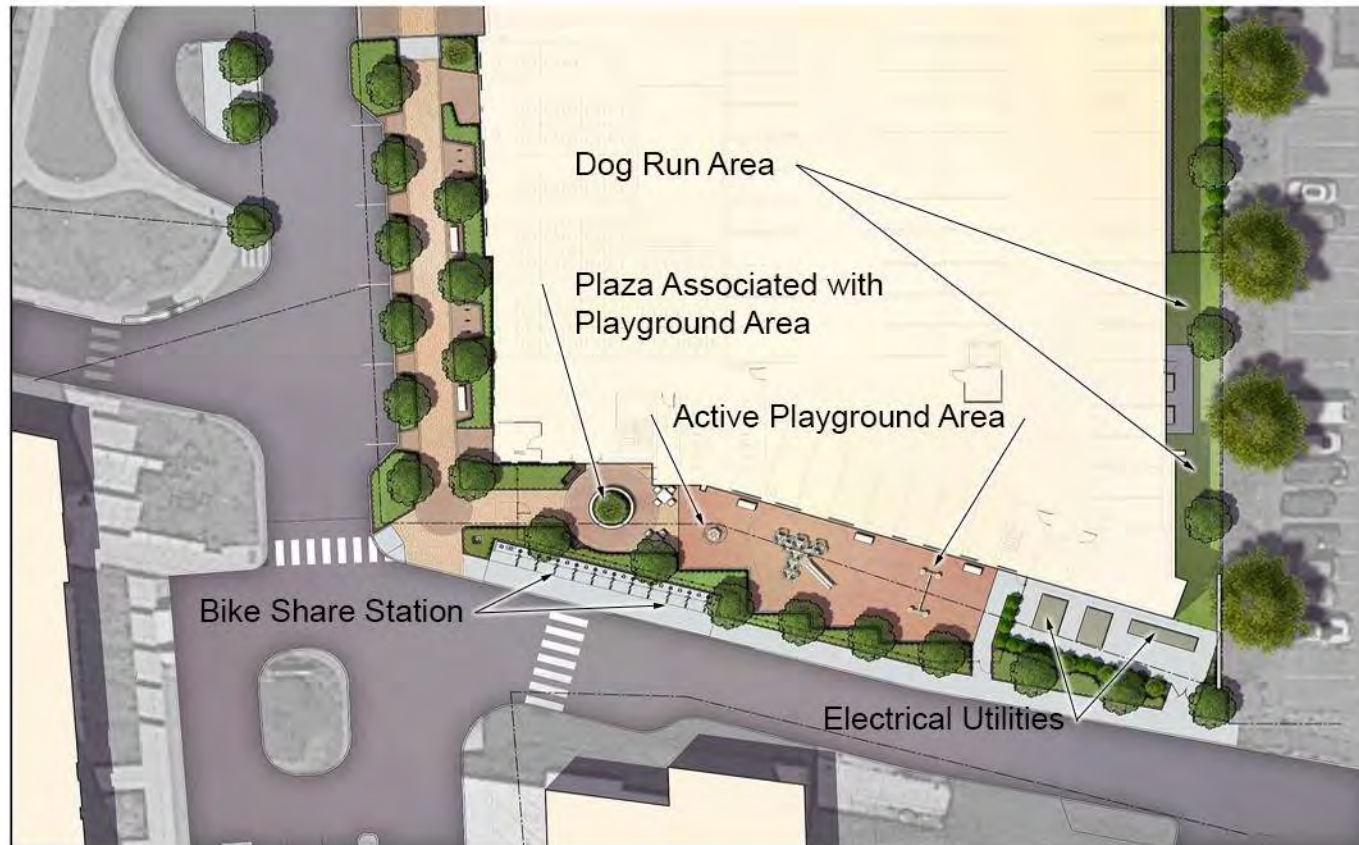 Dog Run Area
Plaza Associated with
Playground Area
Active Playground Area
Bike Share Station
Electrical Utilities